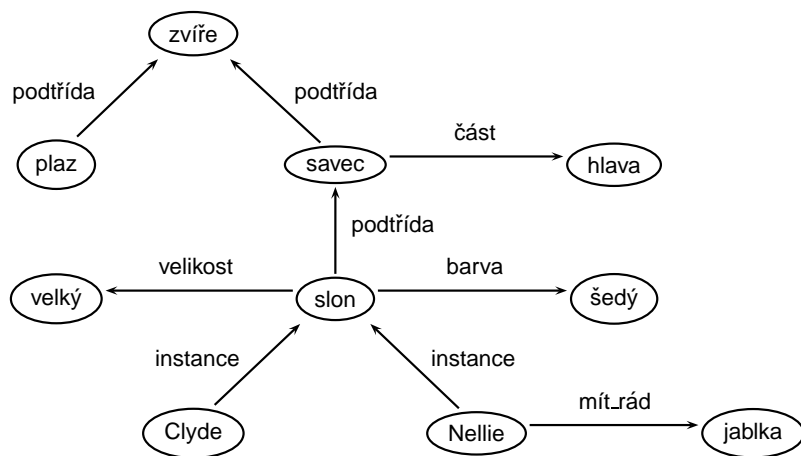 zvíře
podtřída podtřída
část
plaz savec hlava
podtřída
velikost barva
velký slon šedý
instance instance
mít_rád
Clyde Nellie jablka